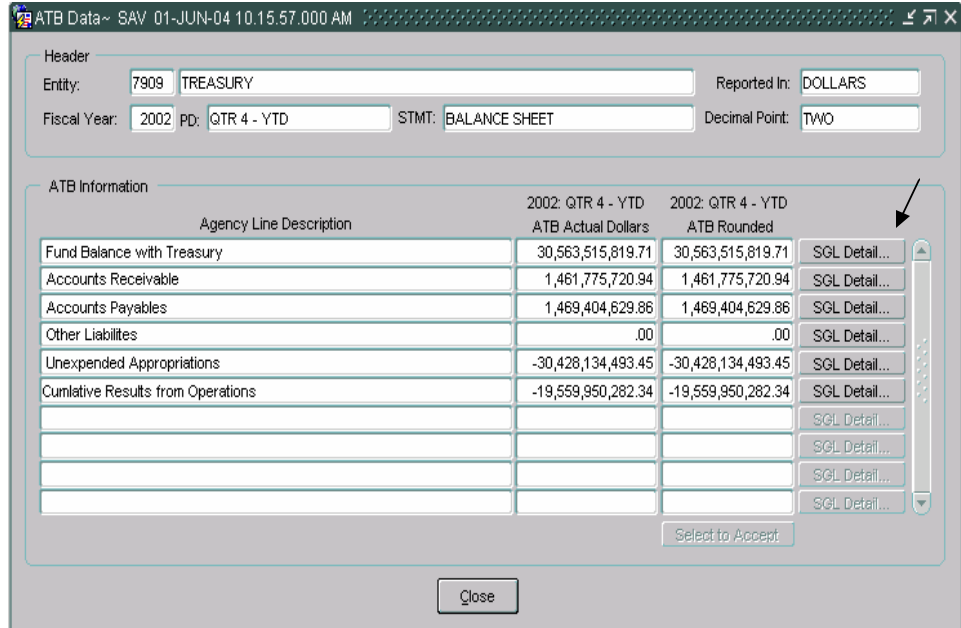 ATB Data~ SAV 01-JUN-04 10.15.57.000 AM
Header
Entity: 7909 TREASURY Reported In: DOLLARS
Fiscal Year: 2002 PD: QTR 4 - YTD STMT: BALANCE SHEET Decimal Point: TWO
ATB Information
2002: QTR 4 - YTD 2002: QTR 4 - YTD
Agency Line Description ATB Actual Dollars ATB Rounded
Fund Balance with Treasury 30,563,515,819.71 30,563,515,819.71 SGL Detail...
Accounts Receivable 1,461,775,720.94 1,461,775,720.94 SGL Detail...
Accounts Payables 1,469,404,629.86 1,469,404,629.86 SGL Detail...
Other Liabilites .00 .00 SGL Detail...
Unexpended Appropriations -30,428,134,493.45 -30,428,134,493.45 SGL Detail...
Cumlative Results from Operations -19,559,950,282.34 -19,559,950,282.34 SGL Detail...
SGL Detail...
SGL Detail...
SGL Detail...
SGL Detail...
Select to Accept
Close